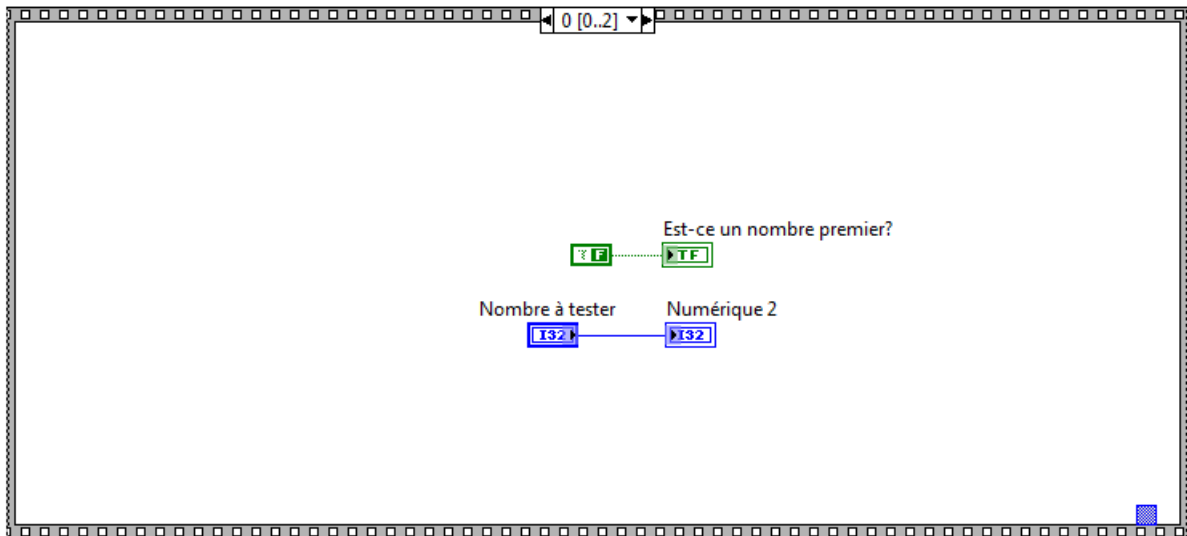 0 [0..2]
Est-ce un nombre premier?
F TF
Nombre à tester Numérique 2
I32 I32